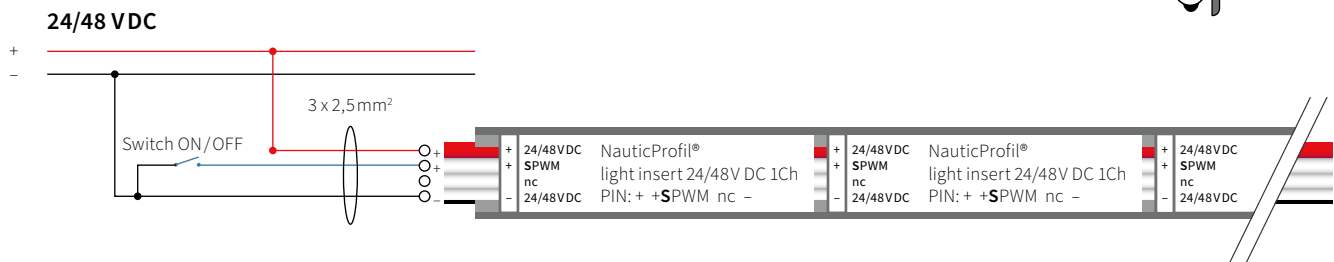 24/48 VDC
+
–
3 x 2,5 mm²
Switch ON/OFF
+
+
–
+ 24/48VDC
+ SPWM
nc
– 24/48VDC
NauticProfil®
light insert 24/48V DC 1Ch
PIN: + +SPWM nc –
+ 24/48VDC
+ SPWM
nc
– 24/48VDC
NauticProfil®
light insert 24/48V DC 1Ch
PIN: + +SPWM nc –
+ 24/48VDC
+ SPWM
nc
– 24/48VDC